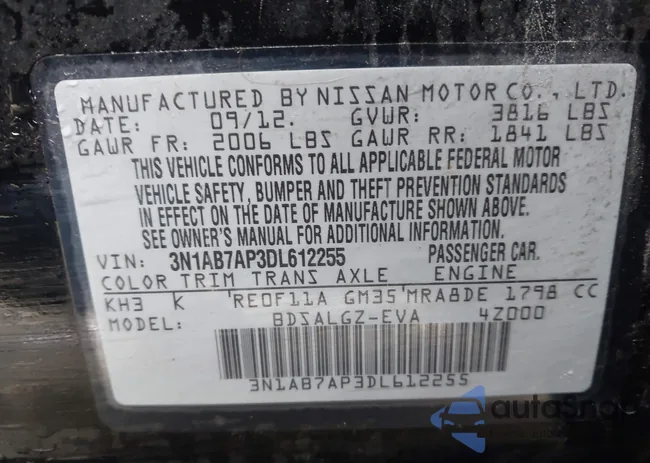 MANUFACTURED BY NISSAN MOTOR CO., LTD.
DATE: 09/12. GVWR: 3816 LBS
GAWR FR: 2006 LBS GAWR RR: 1841 LBS
THIS VEHICLE CONFORMS TO ALL APPLICABLE FEDERAL MOTOR
VEHICLE SAFETY, BUMPER AND THEFT PREVENTION STANDARDS
IN EFFECT ON THE DATE OF MANUFACTURE SHOWN ABOVE.
SEE OWNER'S MANUAL FOR ADDITIONAL INFORMATION.
VIN: 3N1AB7AP3DL612255 PASSENGER CAR.
COLOR TRIM TRANS AXLE ENGINE
KH3 K RE0F11A GM35 MRA8DE 1798 CC
MODEL: BDSALGZ-EVA 4Z000
3N1AB7AP3DL612255
autoSnap